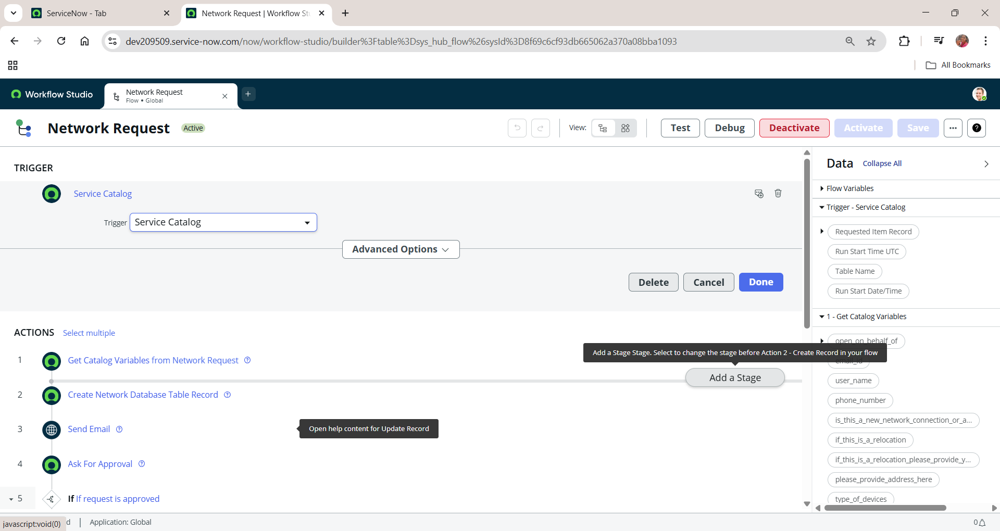 ServiceNow - Tab
Network Request | Workflow St
dev209509.service-now.com/now/workflow-studio/builder%3Ftable%3Dsys_hub_flow%26sysId%3D8f69c6cf93db665062a370a08bba1093
All Bookmarks
Workflow Studio
Network Request
Flow • Global
Network Request Active
View:
Test
Debug
Deactivate
Activate
Save
TRIGGER
Service Catalog
Trigger Service Catalog
Advanced Options
Delete
Cancel
Done
ACTIONS Select multiple
1 Get Catalog Variables from Network Request
Add a Stage Stage. Select to change the stage before Action 2 - Create Record in your flow
Add a Stage
2 Create Network Database Table Record
3 Send Email
Open help content for Update Record
4 Ask For Approval
5 If If request is approved
Data Collapse All
Flow Variables
Trigger - Service Catalog
Requested Item Record
Run Start Time UTC
Table Name
Run Start Date/Time
1 - Get Catalog Variables
open_on_behalf_of
email_id
user_name
phone_number
is_this_a_new_network_connection_or_a...
if_this_is_a_relocation
if_this_is_a_relocation_please_provide_y...
please_provide_address_here
type_of_devices
javascript:void(0)
d | Application: Global
0